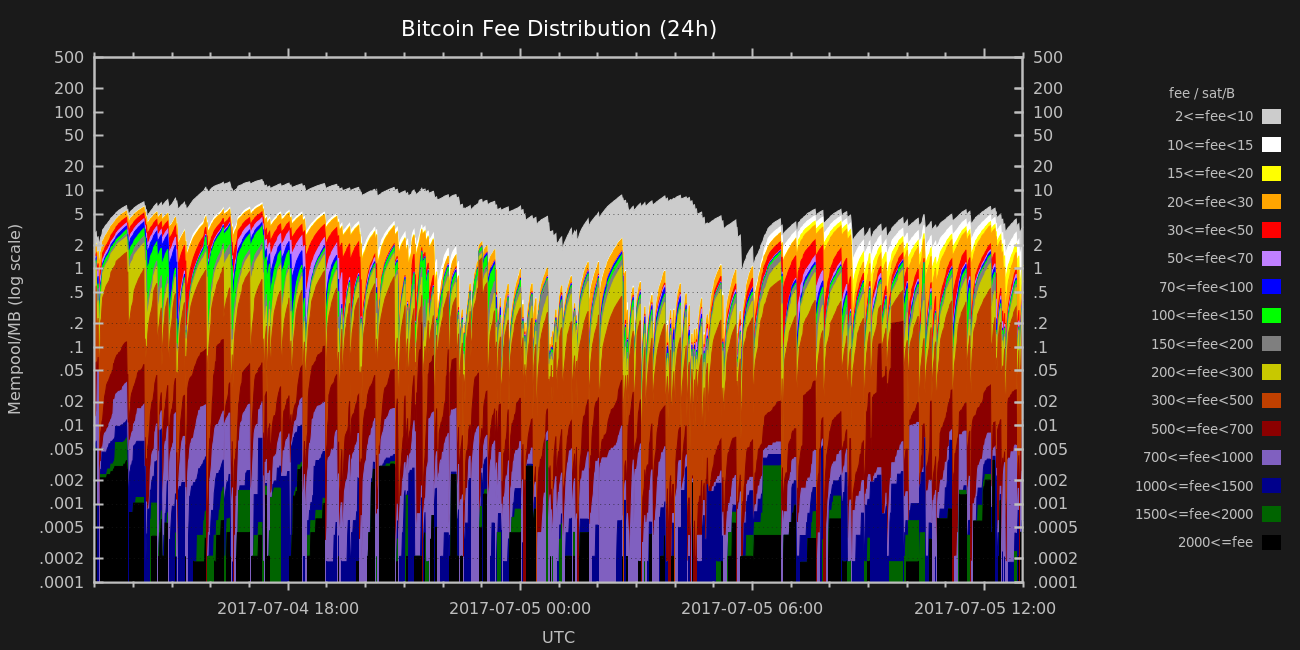 Bitcoin Fee Distribution (24h)
500
200
100
50
20
10
5
2
1
.5
.2
.1
.05
.02
.01
.005
.002
.001
.0005
.0002
.0001
Mempool/MB (log scale)
500
200
100
50
20
10
5
2
1
.5
.2
.1
.05
.02
.01
.005
.002
.001
.0005
.0002
.0001
2017-07-04 18:00
2017-07-05 00:00
2017-07-05 06:00
2017-07-05 12:00
UTC
fee / sat/B
2<=fee<10
10<=fee<15
15<=fee<20
20<=fee<30
30<=fee<50
50<=fee<70
70<=fee<100
100<=fee<150
150<=fee<200
200<=fee<300
300<=fee<500
500<=fee<700
700<=fee<1000
1000<=fee<1500
1500<=fee<2000
2000<=fee